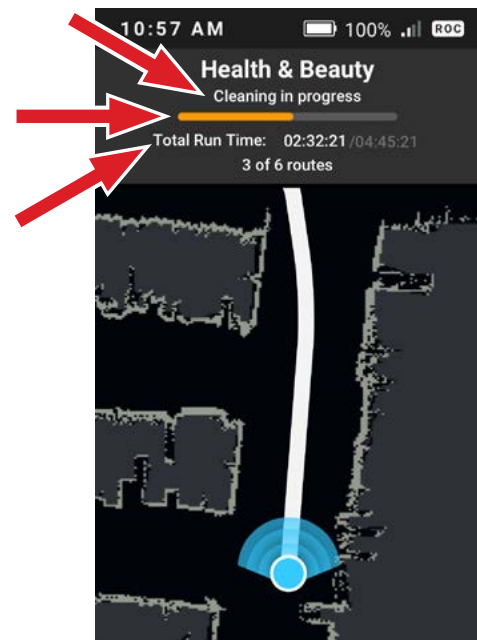 10:57 AM 100% ROC
Health & Beauty
Cleaning in progress
Total Run Time: 02:32:21 /04:45:21
3 of 6 routes